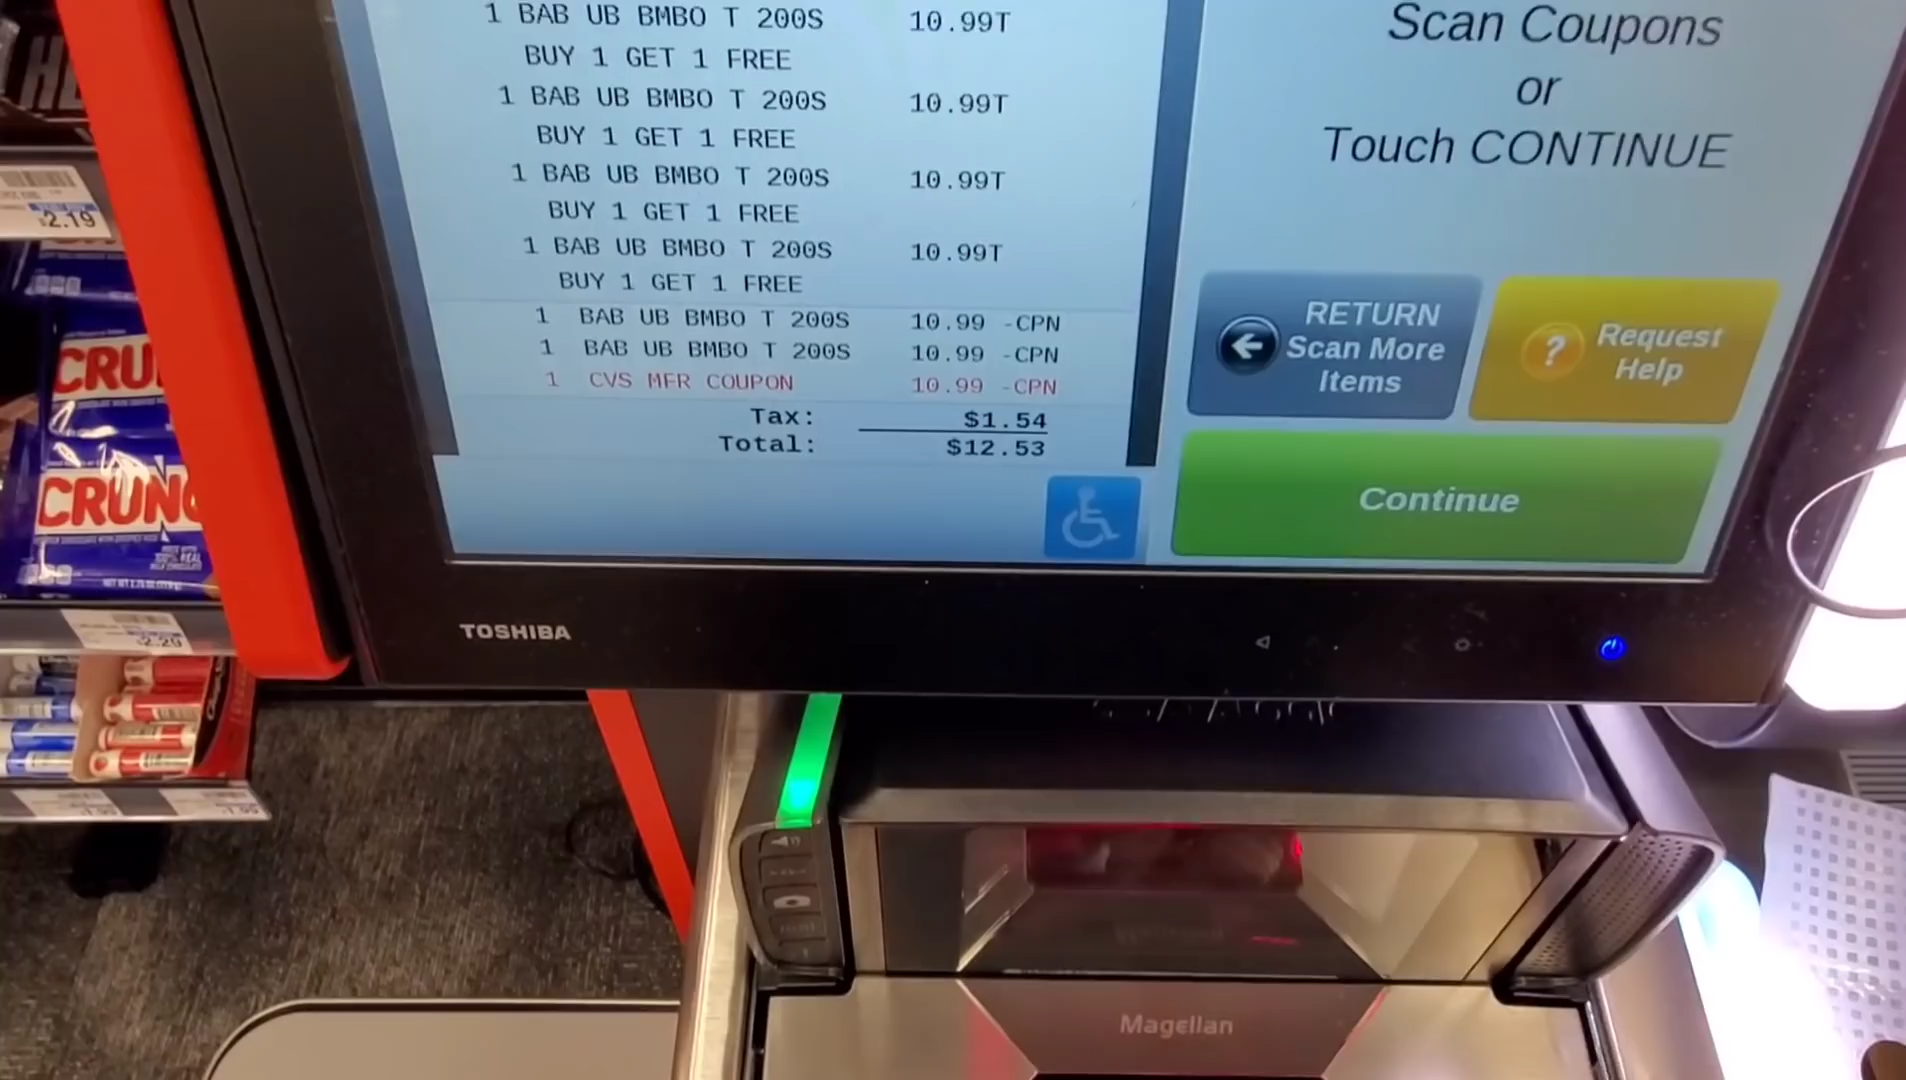 1 BAB UB BMBO T 200S 10.99T
BUY 1 GET 1 FREE
1 BAB UB BMBO T 200S 10.99T
BUY 1 GET 1 FREE
1 BAB UB BMBO T 200S 10.99T
BUY 1 GET 1 FREE
1 BAB UB BMBO T 200S 10.99T
BUY 1 GET 1 FREE
1 BAB UB BMBO T 200S 10.99 -CPN
1 BAB UB BMBO T 200S 10.99 -CPN
1 CVS MFR COUPON 10.99 -CPN
Tax: $1.54
Total: $12.53
Scan Coupons
or
Touch CONTINUE
RETURN
Scan More
Items
? Request
Help
Continue
TOSHIBA
Magellan
$2.19
CRU
CRUNC
2.29